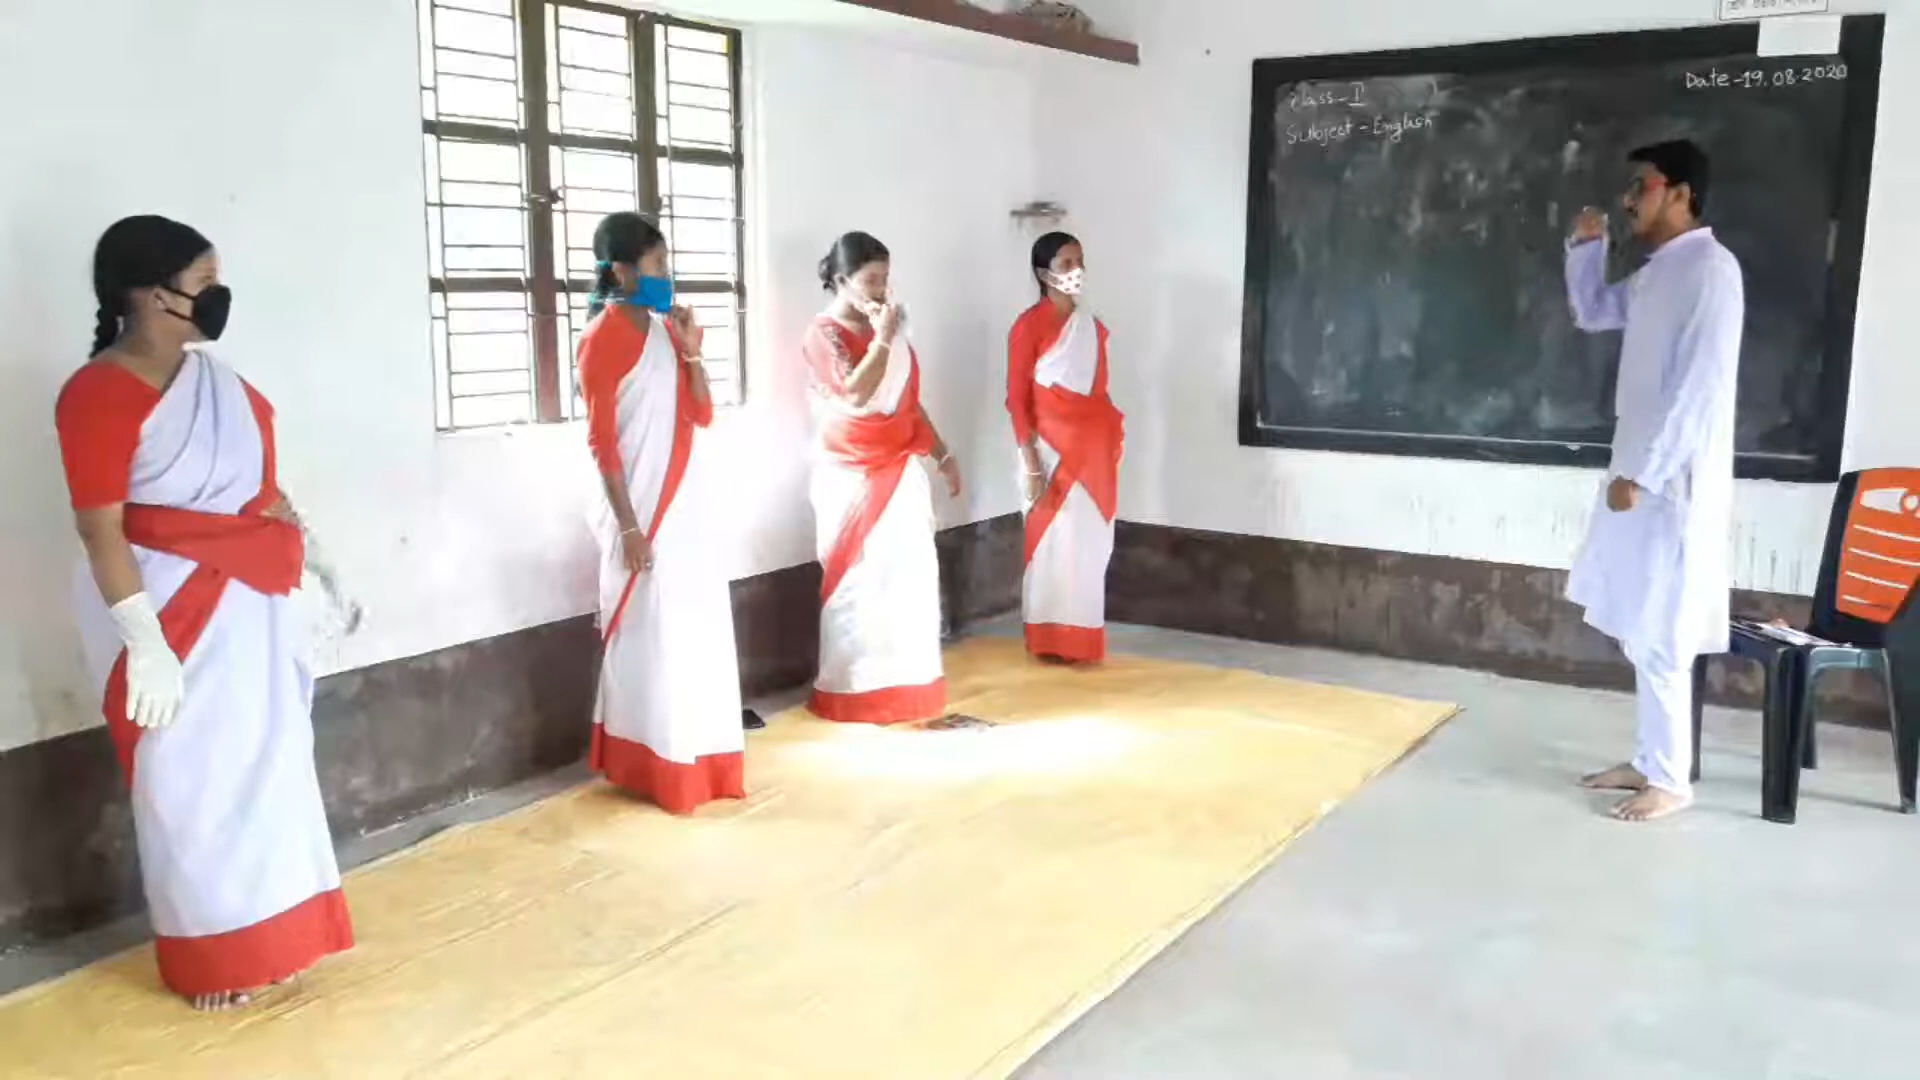 Class - I
Subject - English
Date - 19.08.2020